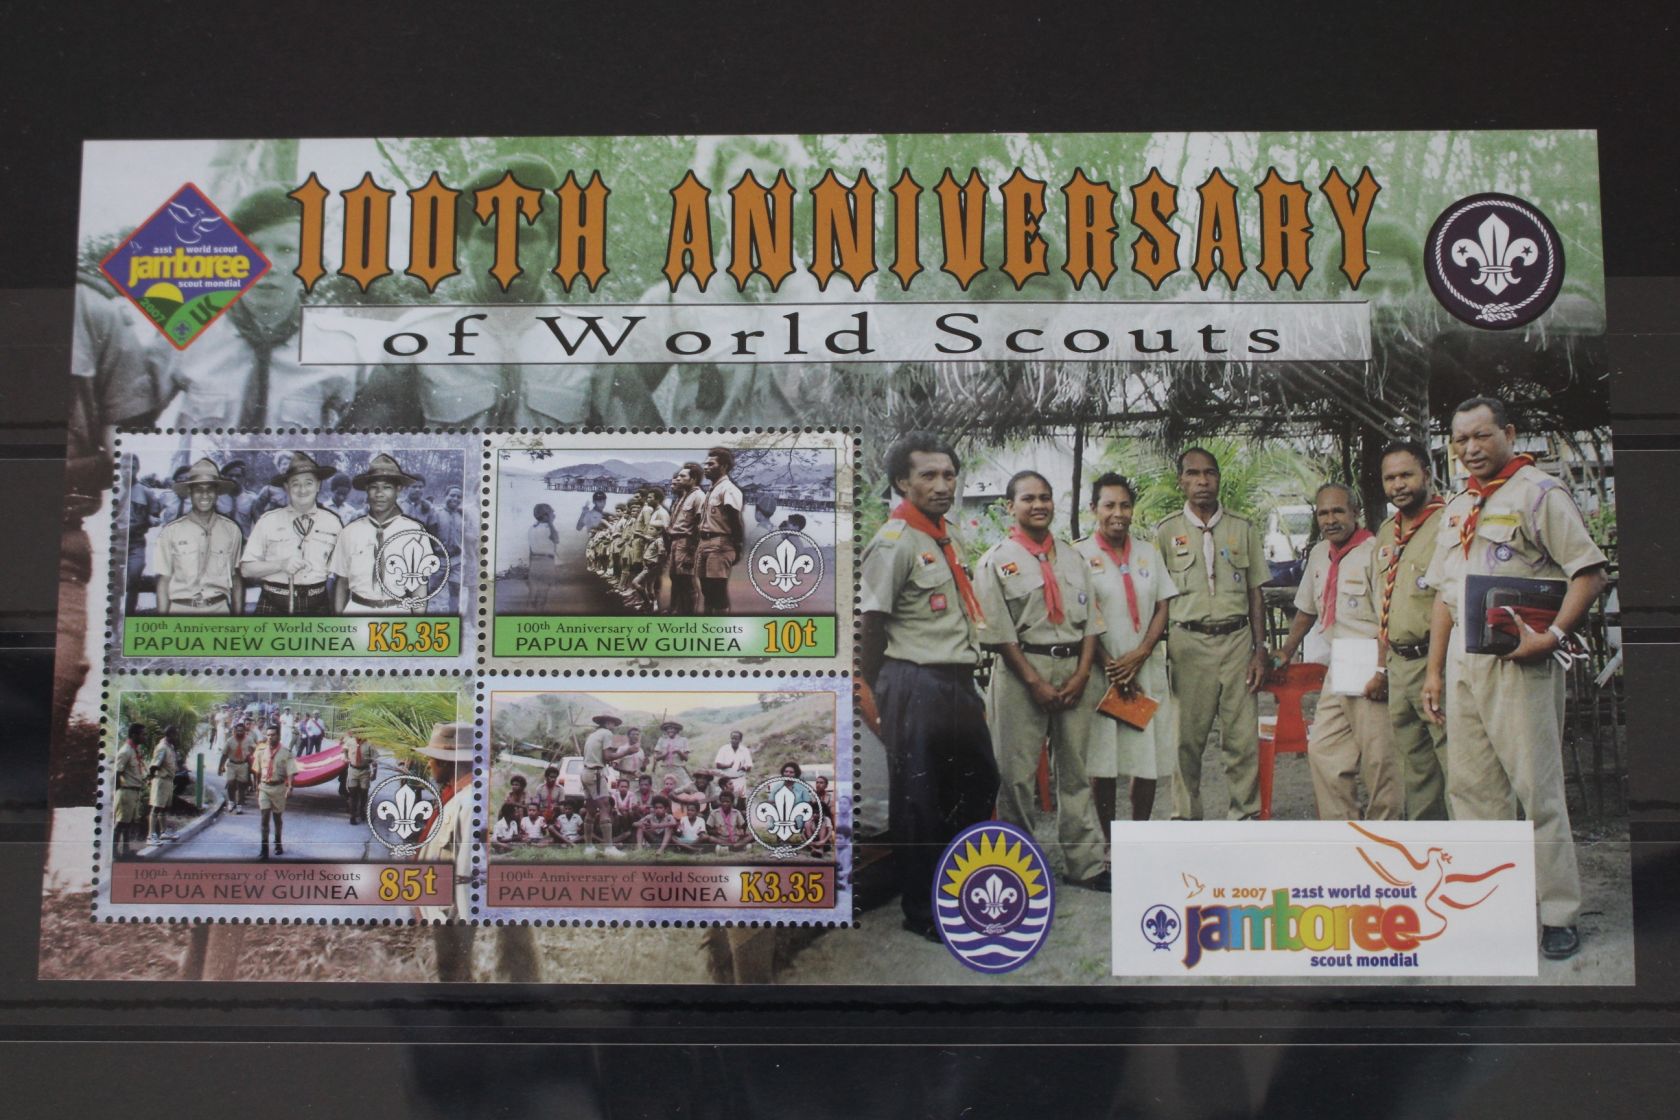 100TH ANNIVERSARY
of World Scouts
21st world scout
jamboree
scout mondial
2007 UK
100th Anniversary of World Scouts
PAPUA NEW GUINEA K5.35
100th Anniversary of World Scouts
PAPUA NEW GUINEA 10t
100th Anniversary of World Scouts
PAPUA NEW GUINEA 85t
100th Anniversary of World Scouts
PAPUA NEW GUINEA K3.35
UK 2007 21st world scout
jamboree
scout mondial